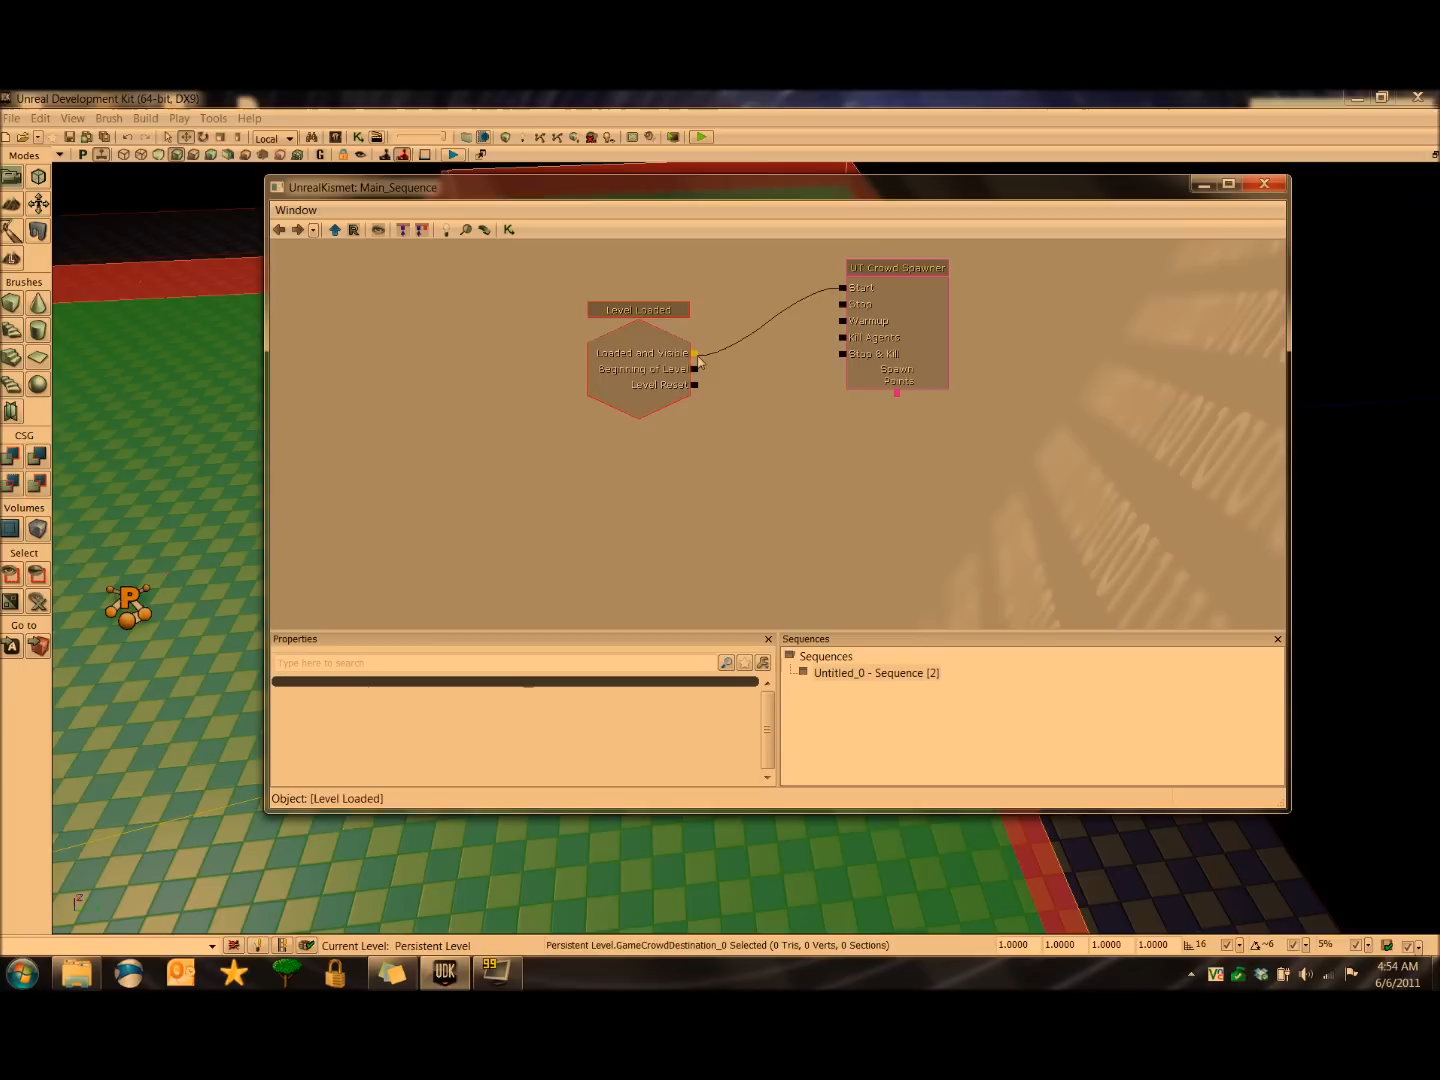 Unreal Development Kit (64-bit, DX9)
File Edit View Brush Build Play Tools Help
Local
Modes
P G
UnrealKismet: Main_Sequence
Window
R K
UT Crowd Spawner
Start
Stop
Warmup
Kill Agents
Stop & Kill
Spawn
Points
Level Loaded
Loaded and Visible
Beginning of Level
Level Reset
Brushes
CSG
Volumes
Select
P
Go to
A
Properties
Type here to search
Sequences
Sequences
Untitled_0 - Sequence [2]
Object: [Level Loaded]
Z
Current Level: Persistent Level
Persistent Level.GameCrowdDestination_0 Selected (0 Tris, 0 Verts, 0 Sections)
1.0000 1.0000 1.0000 1.0000 16 ~6 5%
UDK
99
V2
4:54 AM
6/6/2011